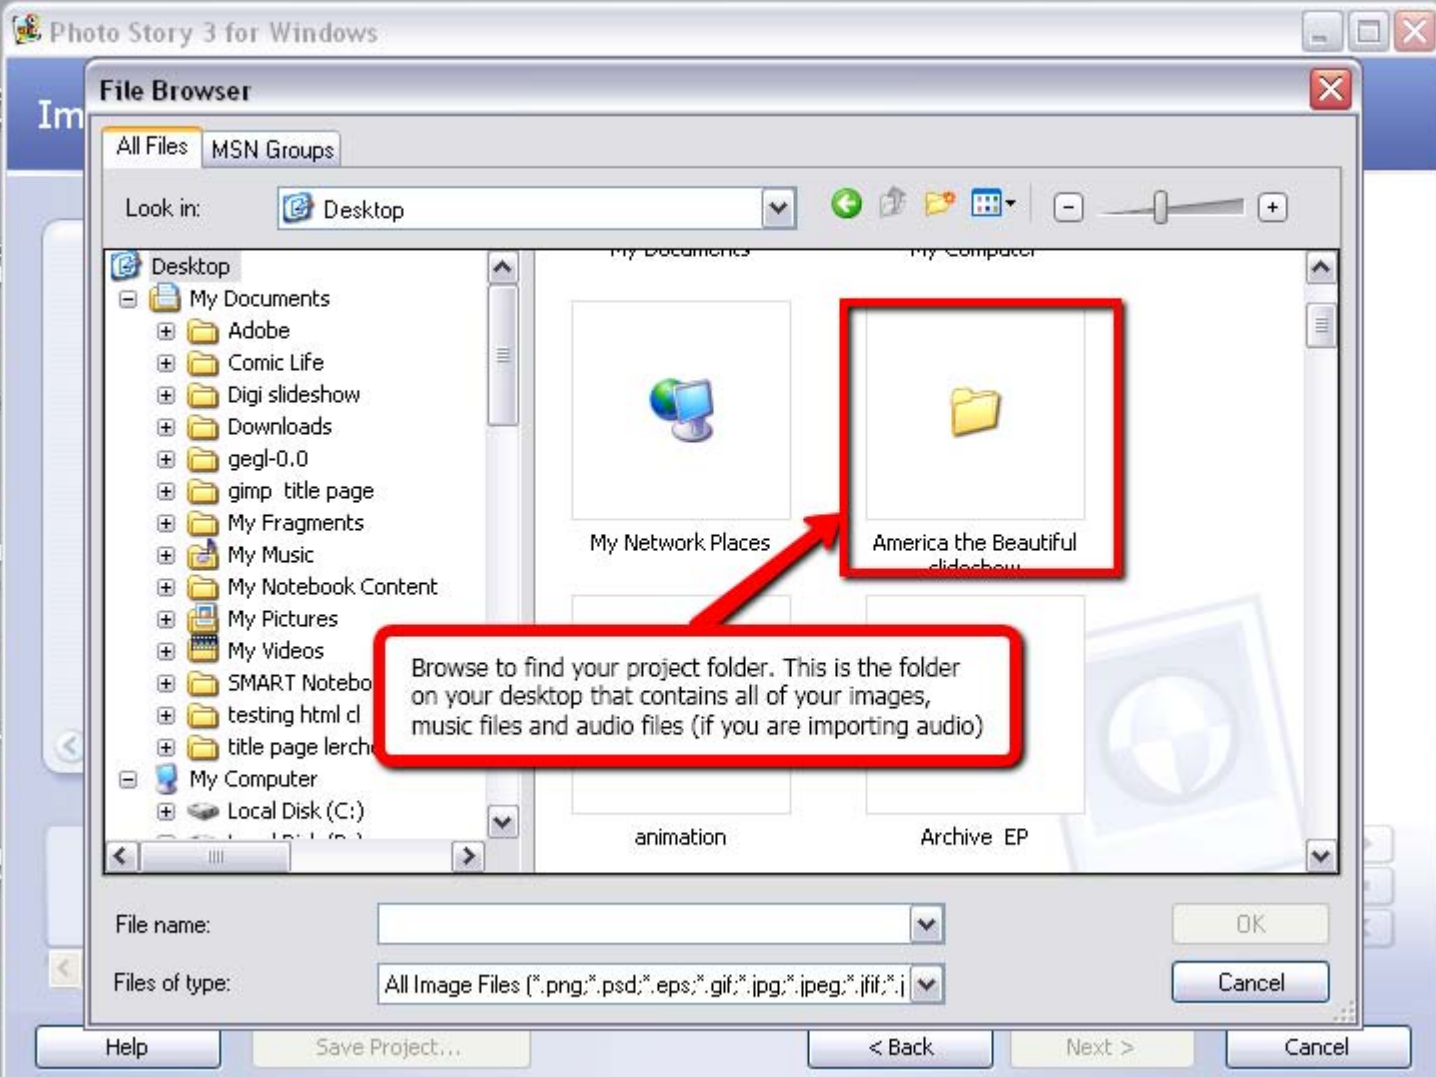 Photo Story 3 for Windows
Im
File Browser
All Files
MSN Groups
Look in:
Desktop
Desktop
My Documents
Adobe
Comic Life
Digi slideshow
Downloads
gegl-0.0
gimp title page
My Fragments
My Music
My Notebook Content
My Pictures
My Videos
SMART Notebo
testing html cl
title page lerch
My Computer
Local Disk (C:)
My Documents
My Computer
My Network Places
America the Beautiful
slideshow
Browse to find your project folder. This is the folder
on your desktop that contains all of your images,
music files and audio files (if you are importing audio)
animation
Archive EP
File name:
OK
Files of type:
All Image Files (*.png;*.psd;*.eps;*.gif;*.jpg;*.jpeg;*.jfif;*.j
Cancel
Help
Save Project...
< Back
Next >
Cancel